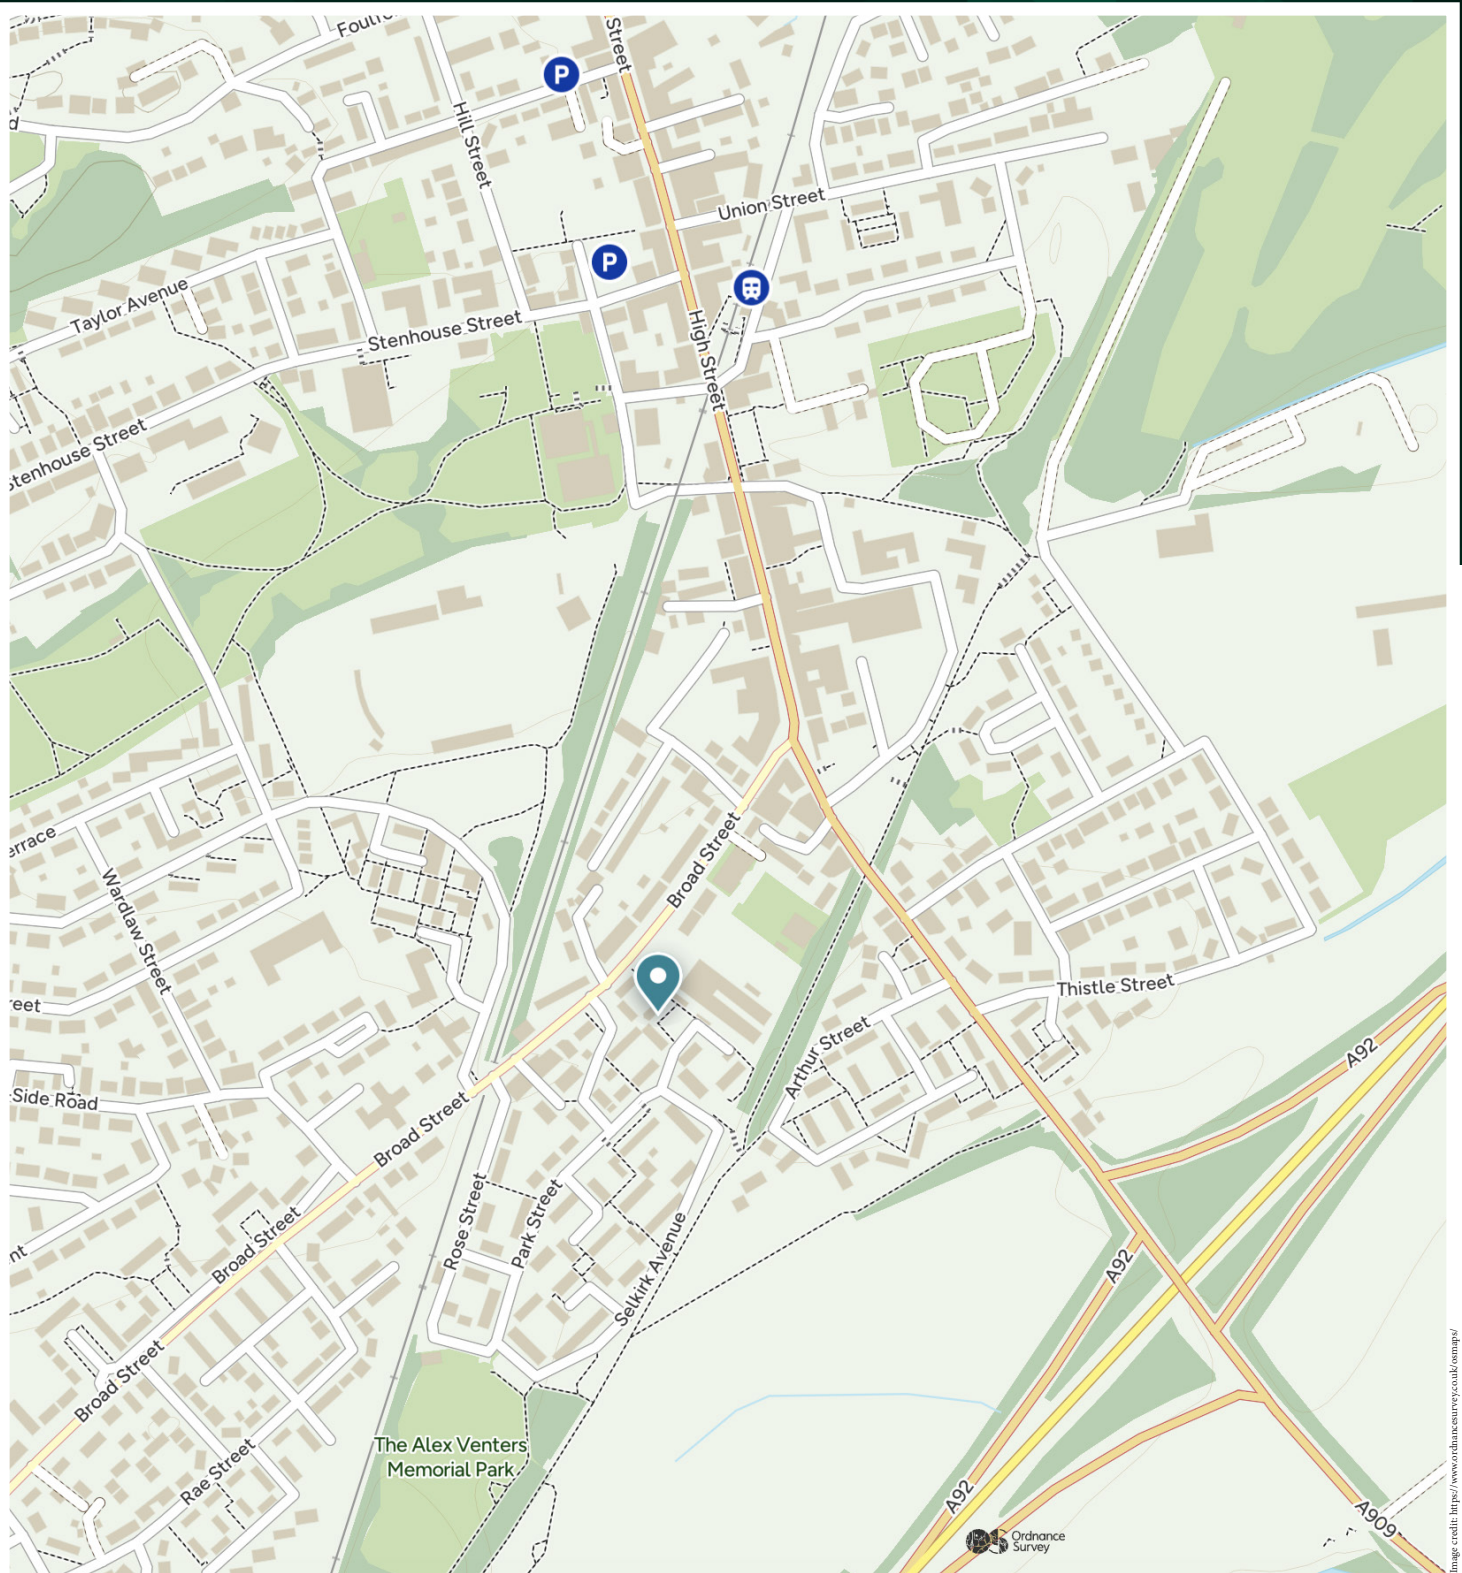 Foulfo
Street
P
d
Hill Street
Union Street
P
Taylor Avenue
Stenhouse Street
High Street
Stenhouse Street
Broad Street
errace
Wardlaw Street
reet
Thistle Street
Arthur Street
A92
-Side Road
Broad Street
Rose Street
Park Street
Broad Street
nt
Selkirk Avenue
A92
Broad Street
The Alex Venters
Memorial Park
Rae Street
A92
A909
Ordnance
Survey
Image credit: https://www.ordnancesurvey.co.uk/osmaps/